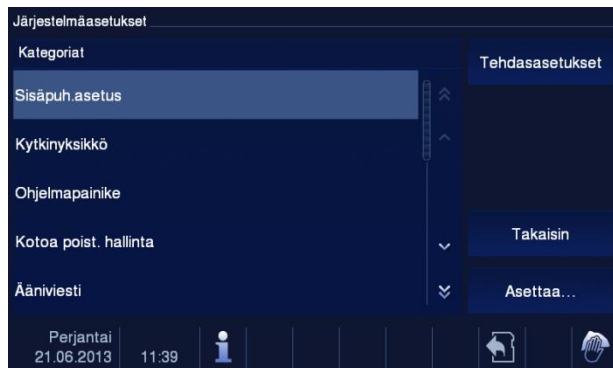 Järjestelmäasetukset
Kategoriat
Tehdasasetukset
Sisäpuh.asetus
Kytkinyksikkö
Ohjelmapainike
Kotoa poist. hallinta
Takaisin
Ääniviesti
Asettaa...
Perjantai
21.06.2013 11:39